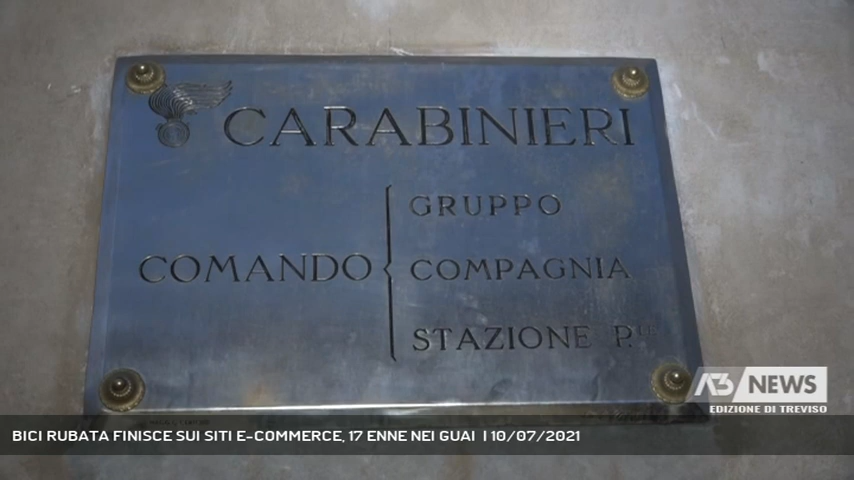 CARABINIERI
GRUPPO
COMANDO COMPAGNIA
STAZIONE P.LE
A3 NEWS
EDIZIONE DI TREVISO
BICI RUBATA FINISCE SUI SITI E-COMMERCE, 17 ENNE NEI GUAI | 10/07/2021